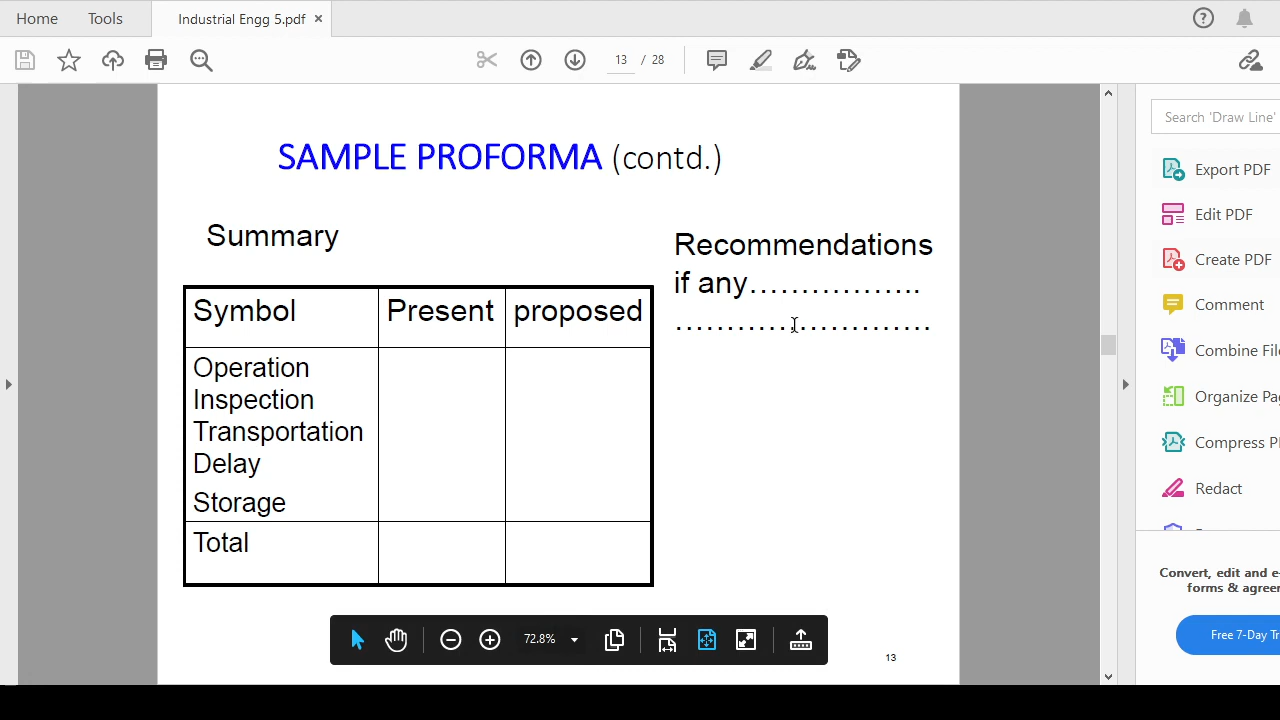 Home
Tools
Industrial Engg 5.pdf ×
13 / 28
SAMPLE PROFORMA (contd.)
Summary
Recommendations
if any……………..
…………………….
Symbol Present proposed
Operation
Inspection
Transportation
Delay
Storage
Total
72.8%
13
Search 'Draw Line'
Export PDF
Edit PDF
Create PDF
Comment
Combine File
Organize Pag
Compress P
Redact
Convert, edit and e-
forms & agreer
Free 7-Day Tr